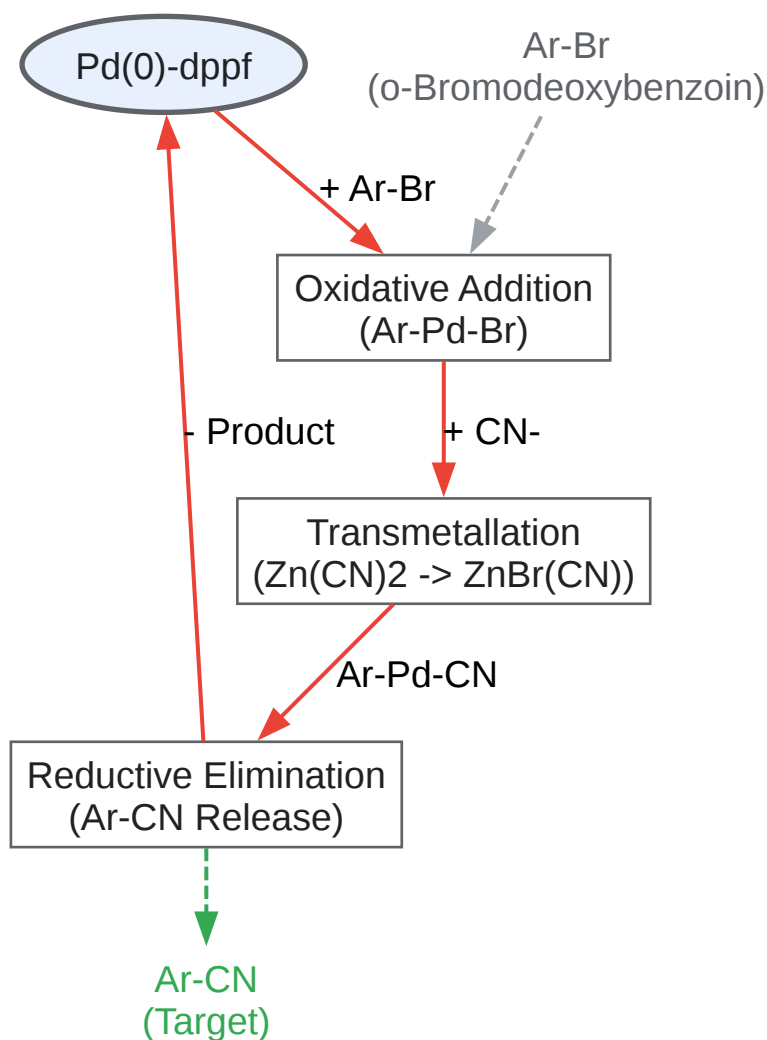 Pd(0)-dppf
Ar-Br
(o-Bromodeoxybenzoin)
+ Ar-Br
Oxidative Addition
(Ar-Pd-Br)
- Product
+ CN-
Transmetallation
(Zn(CN)2 -> ZnBr(CN))
Ar-Pd-CN
Reductive Elimination
(Ar-CN Release)
Ar-CN
(Target)